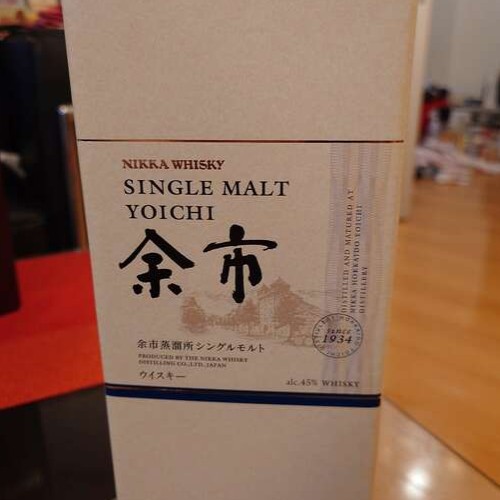 NIKKA WHISKY
SINGLE MALT
YOICHI
余市
余市蒸溜所シングルモルト
PRODUCED BY THE NIKKA WHISKY
DISTILLING CO., LTD. JAPAN
ウイスキー
alc.45% WHISKY
DISTILLED AND MATURED AT
NIKKA HOKKAIDO YOICHI
DISTILLERY
since
1934